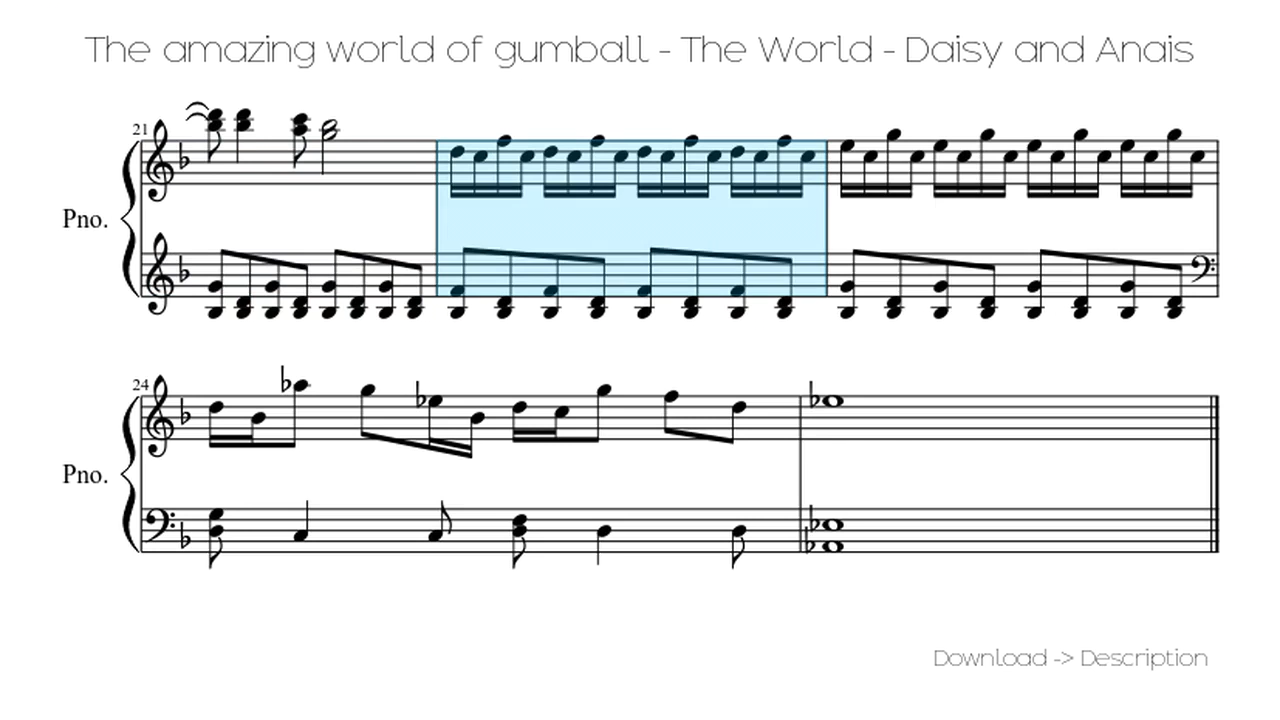 The amazing world of gumball - The World - Daisy and Anais
21
Pno.
24
Pno.
Download -> Description